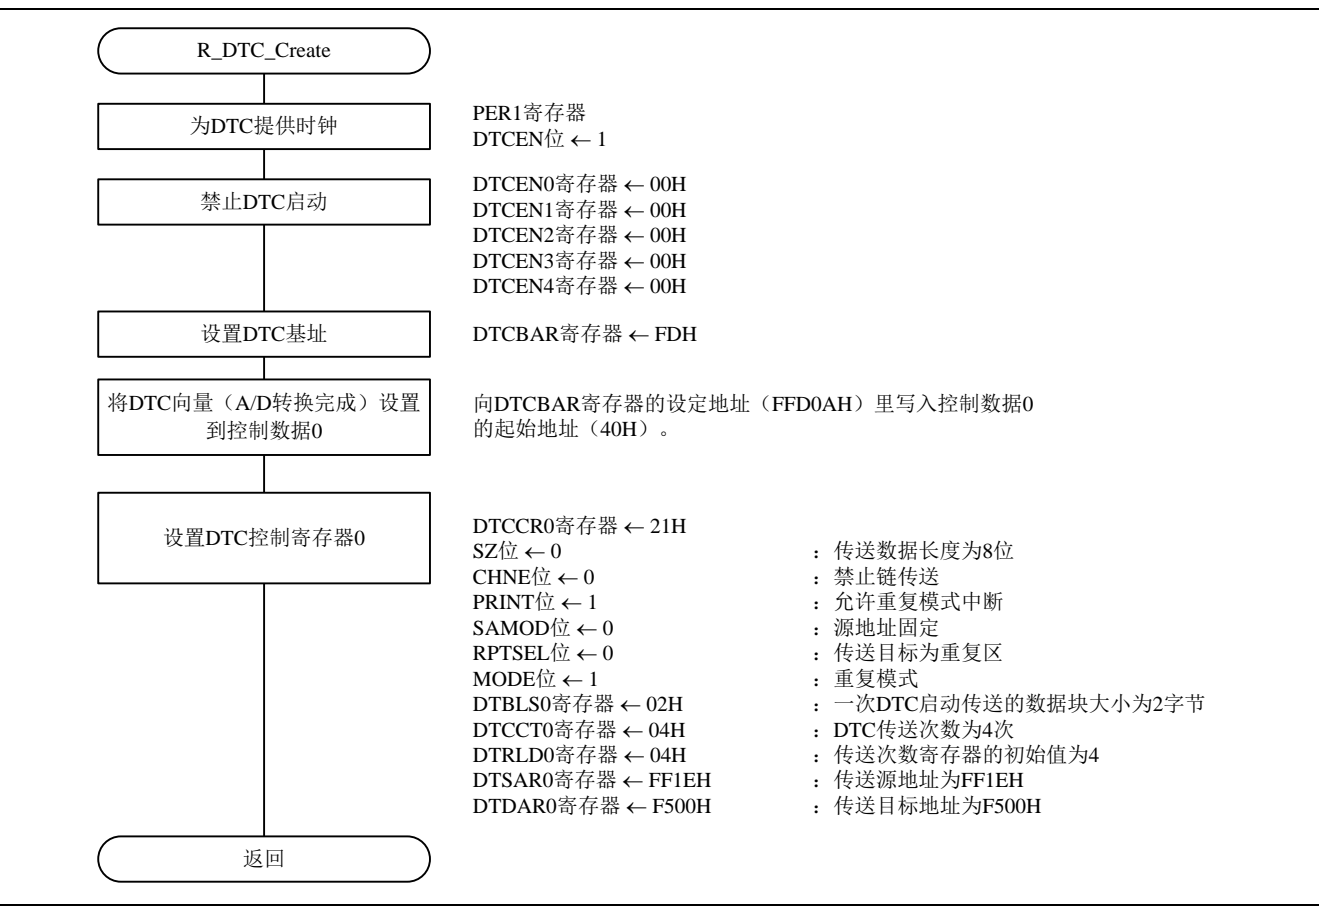 R_DTC_Create
为DTC提供时钟
PER1寄存器
DTCEN位 ← 1
禁止DTC启动
DTCEN0寄存器 ← 00H
DTCEN1寄存器 ← 00H
DTCEN2寄存器 ← 00H
DTCEN3寄存器 ← 00H
DTCEN4寄存器 ← 00H
设置DTC基址
DTCBAR寄存器 ← FDH
将DTC向量（A/D转换完成）设置
到控制数据0
向DTCBAR寄存器的设定地址（FFD0AH）里写入控制数据0
的起始地址（40H）。
设置DTC控制寄存器0
DTCCR0寄存器 ← 21H
SZ位 ← 0 ：传送数据长度为8位
CHNE位 ← 0 ：禁止链传送
PRINT位 ← 1 ：允许重复模式中断
SAMOD位 ← 0 ：源地址固定
RPTSEL位 ← 0 ：传送目标为重复区
MODE位 ← 1 ：重复模式
DTBLS0寄存器 ← 02H ：一次DTC启动传送的数据块大小为2字节
DTCCT0寄存器 ← 04H ：DTC传送次数为4次
DTRLD0寄存器 ← 04H ：传送次数寄存器的初始值为4
DTSAR0寄存器 ← FF1EH ：传送源地址为FF1EH
DTDAR0寄存器 ← F500H ：传送目标地址为F500H
返回